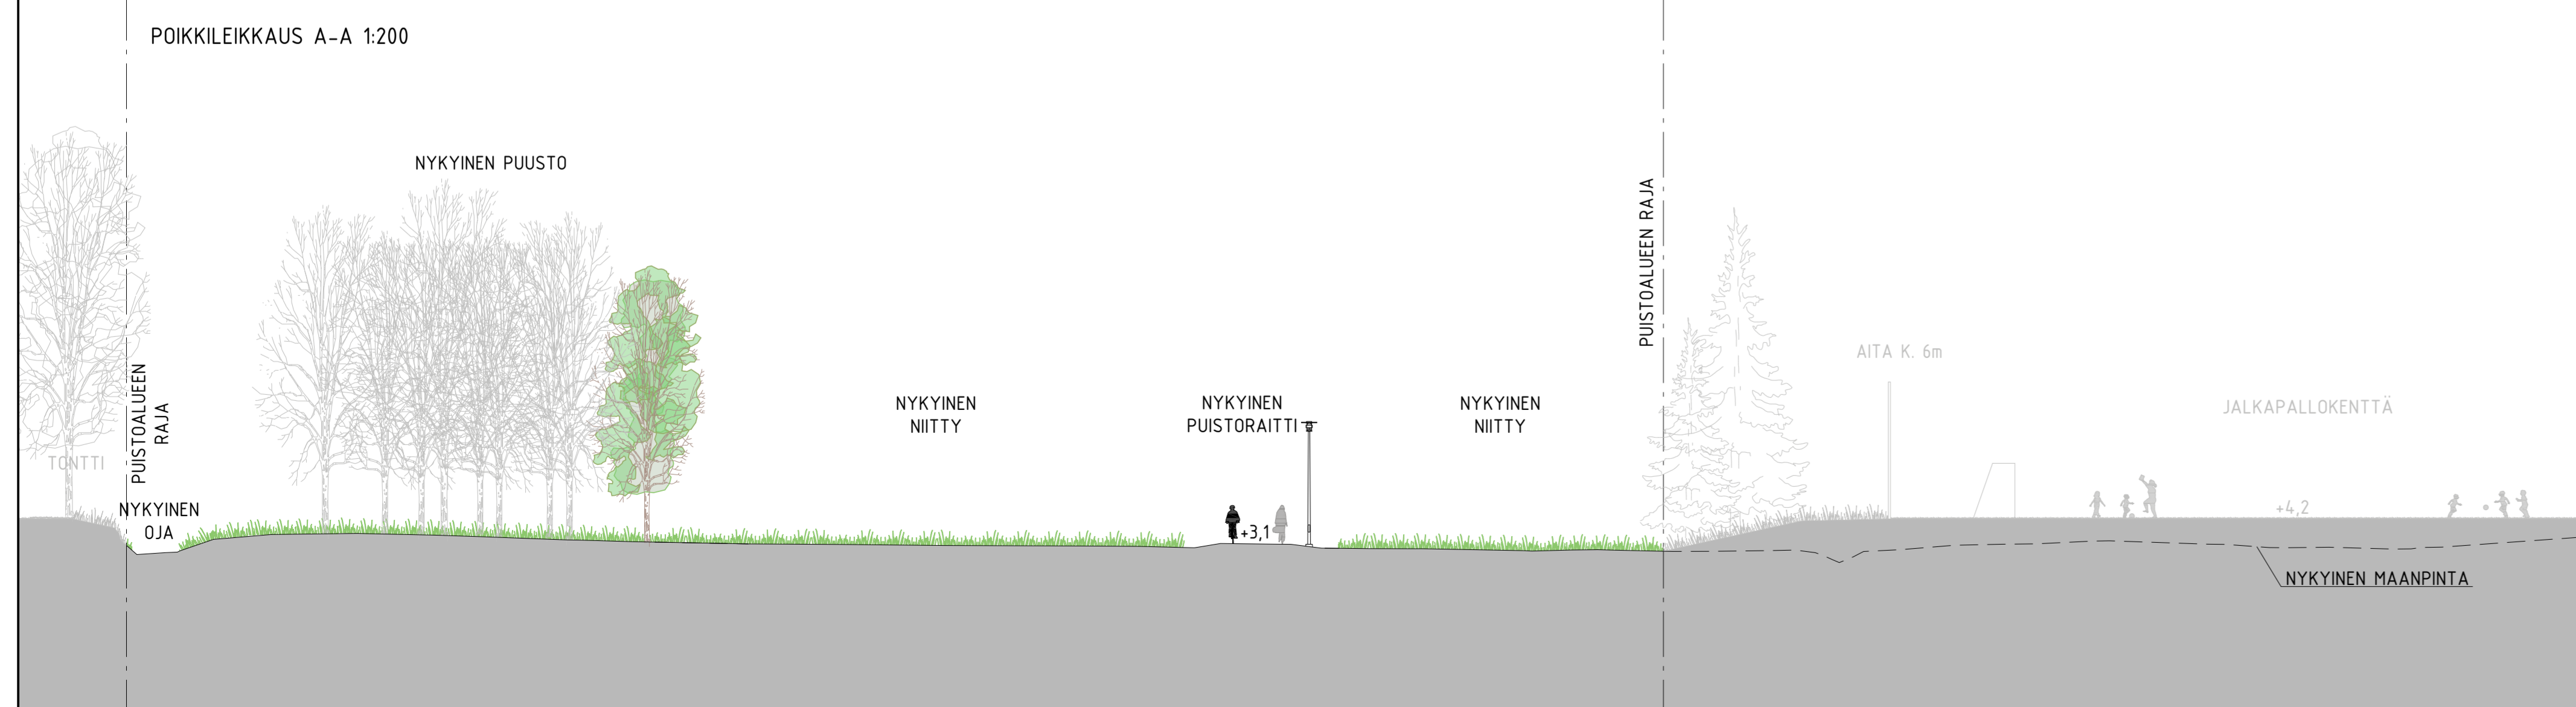 POIKKILEIKKAUS A-A 1:200
NYKYINEN PUUSTO
PUISTOALUEEN RAJA
AITA K. 6m
PUISTOALUEEN
RAJA
NYKYINEN
NIITTY
NYKYINEN
PUISTORAITTI
NYKYINEN
NIITTY
JALKAPALLOKENTTÄ
TONTTI
NYKYINEN
OJA
+3,1
+4,2
NYKYINEN MAANPINTA